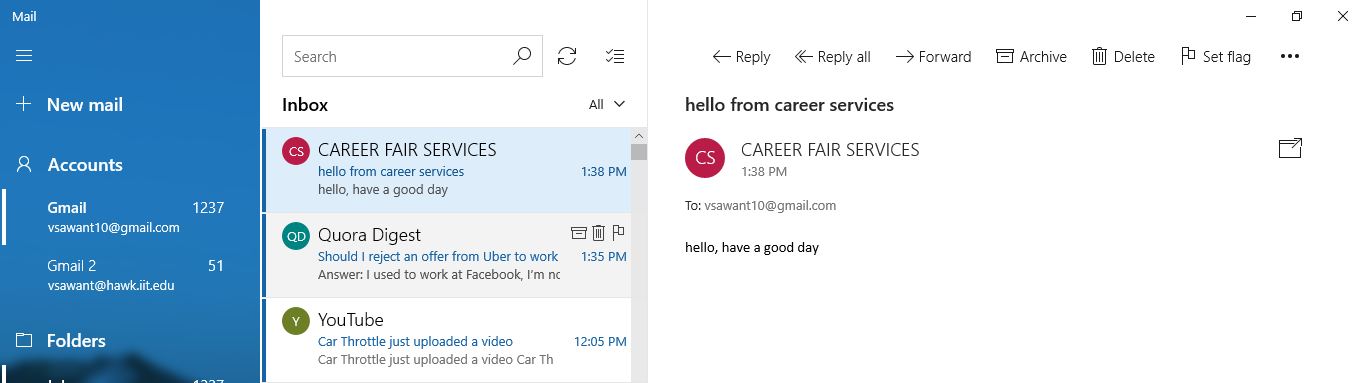 Mail
New mail
Accounts
Gmail 1237
vsawant10@gmail.com
Gmail 2 51
vsawant@hawk.iit.edu
Folders
1237
Search
Inbox All
CS CAREER FAIR SERVICES
hello from career services 1:38 PM
hello, have a good day
QD Quora Digest
Should I reject an offer from Uber to work 1:35 PM
Answer: I used to work at Facebook, I'm
Y YouTube
Car Throttle just uploaded a video 12:05 PM
Car Throttle just uploaded a video Car Th
Reply Reply all Forward Archive Delete Set flag
hello from career services
CS CAREER FAIR SERVICES
1:38 PM
To: vsawant10@gmail.com
hello, have a good day